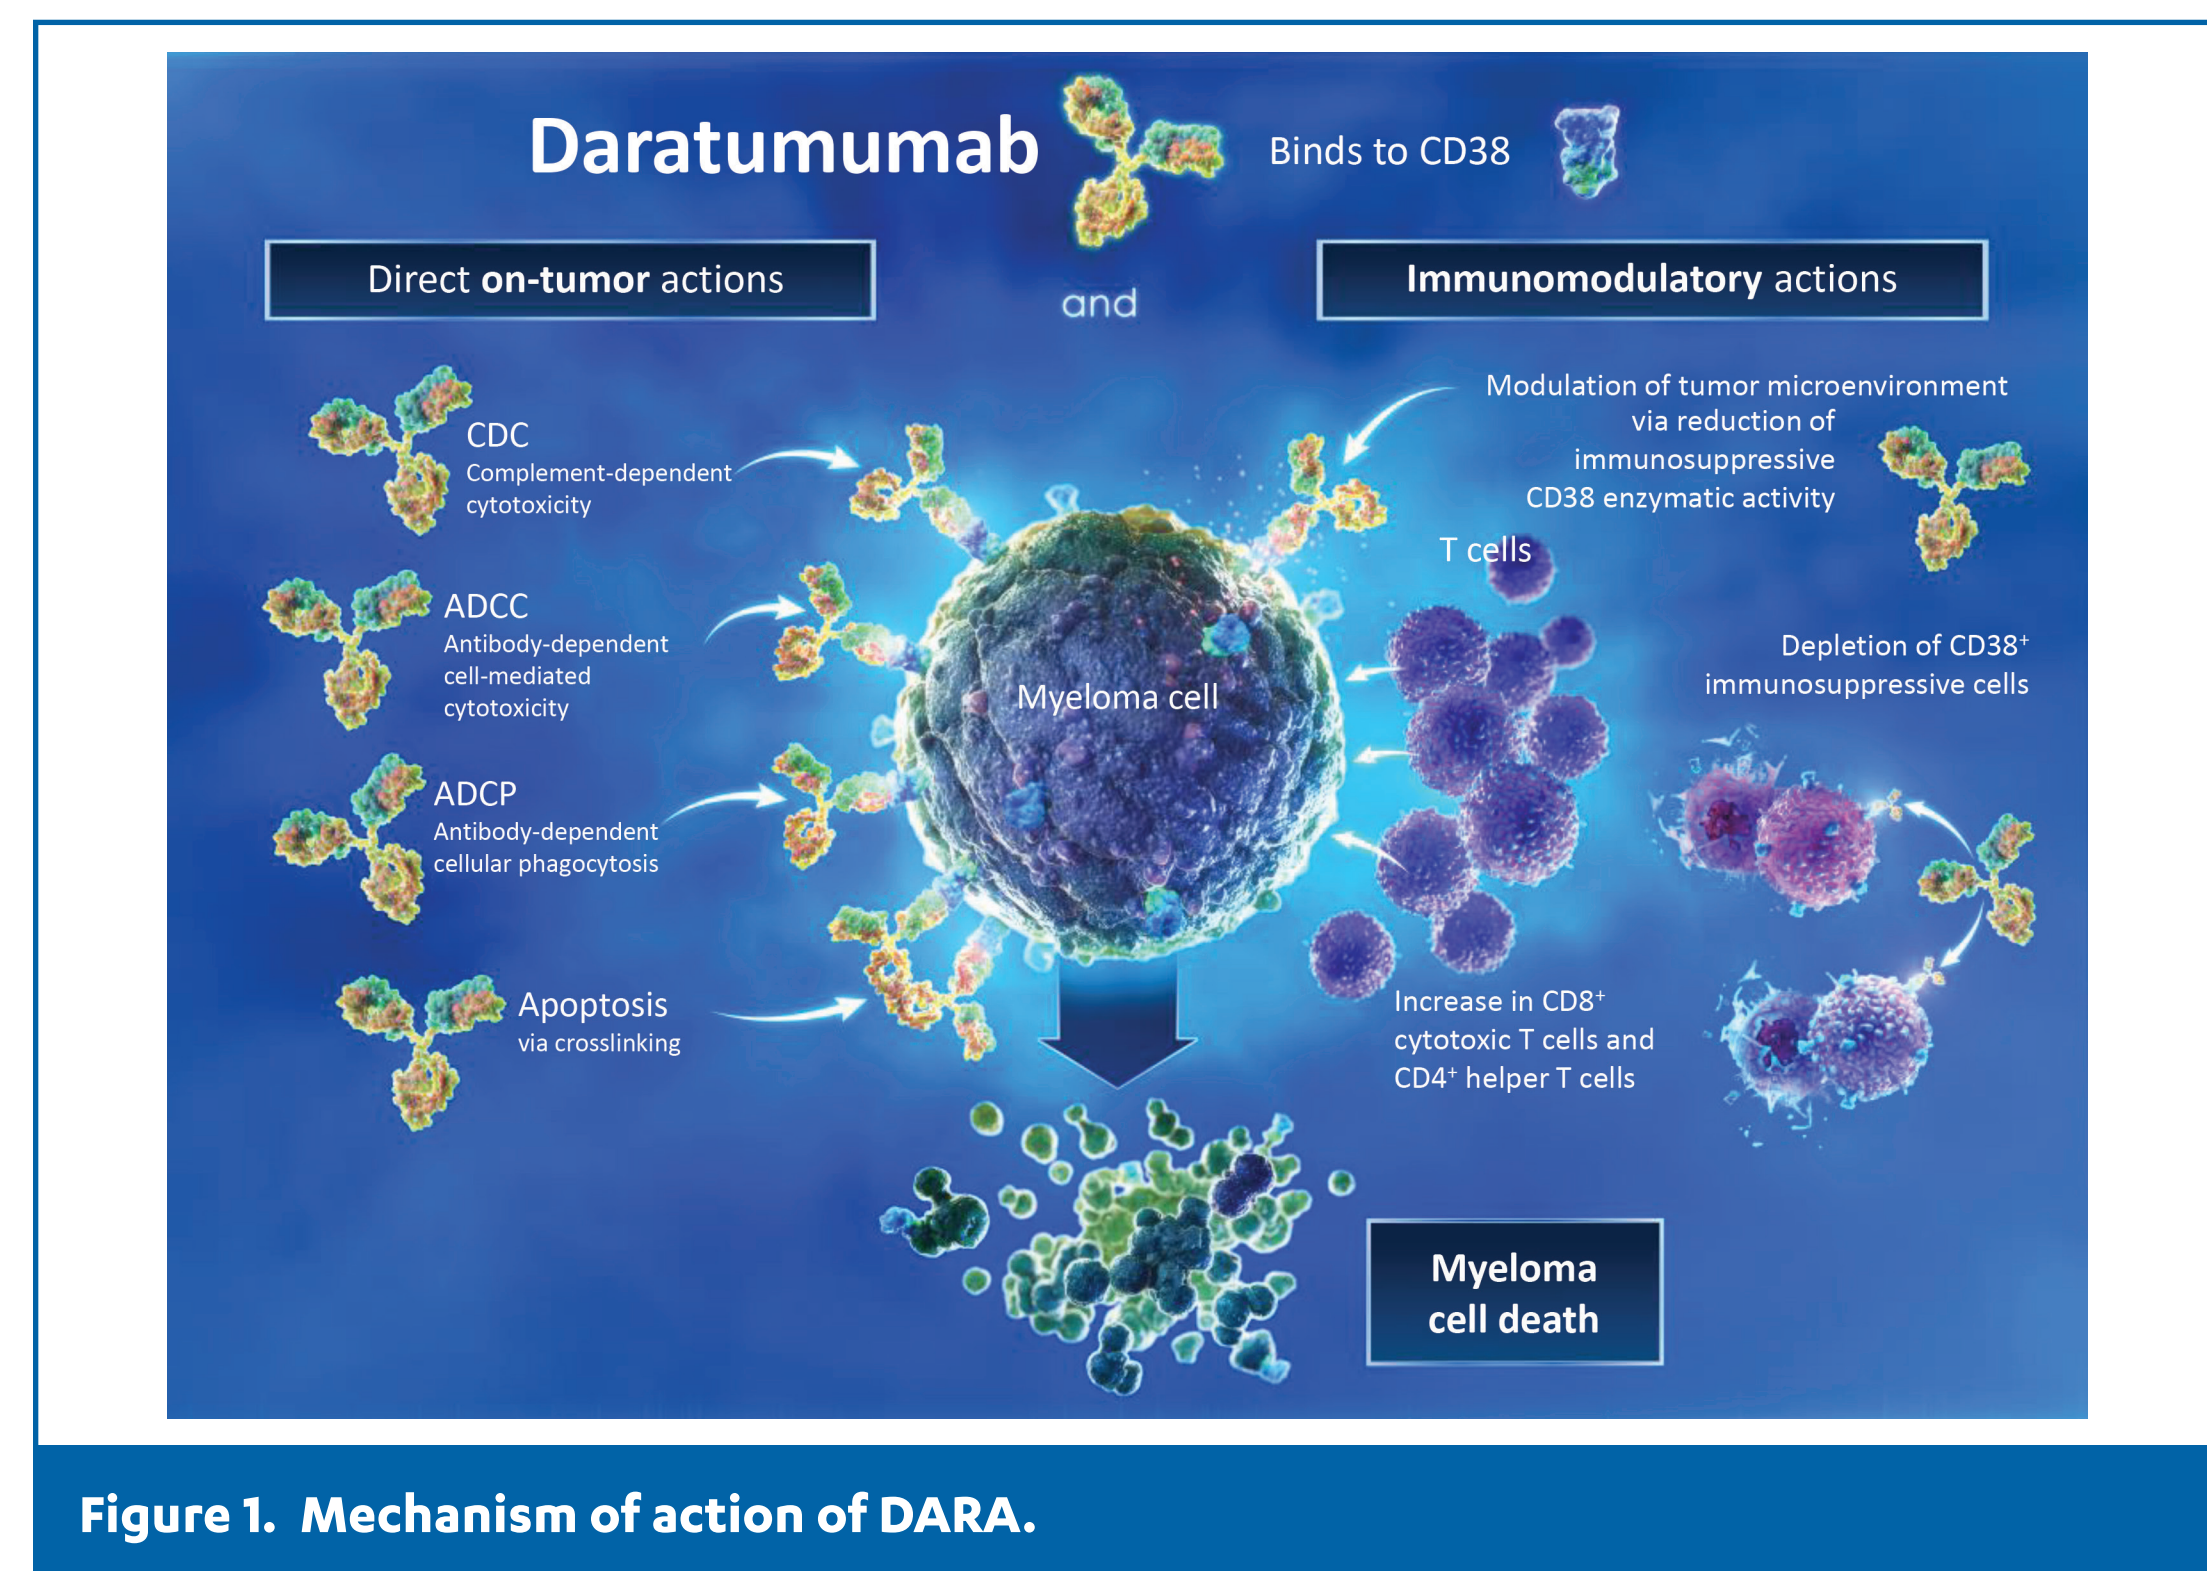 Daratumumab
Binds to CD38
Direct on-tumor actions
and
Immunomodulatory actions
CDC
Complement-dependent
cytotoxicity
ADCC
Antibody-dependent
cell-mediated
cytotoxicity
ADCP
Antibody-dependent
cellular phagocytosis
Apoptosis
via crosslinking
Myeloma cell
Modulation of tumor microenvironment
via reduction of
immunosuppressive
CD38 enzymatic activity
T cells
Depletion of CD38⁺
immunosuppressive cells
Increase in CD8⁺
cytotoxic T cells and
CD4⁺ helper T cells
Myeloma
cell death
Figure 1. Mechanism of action of DARA.